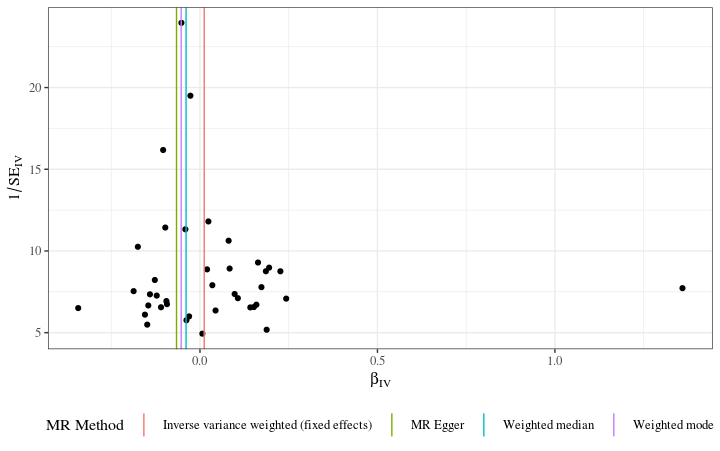 20
15
10
5
1/SE_IV
0.0 0.5 1.0
β_IV
MR Method Inverse variance weighted (fixed effects) MR Egger Weighted median Weighted mode